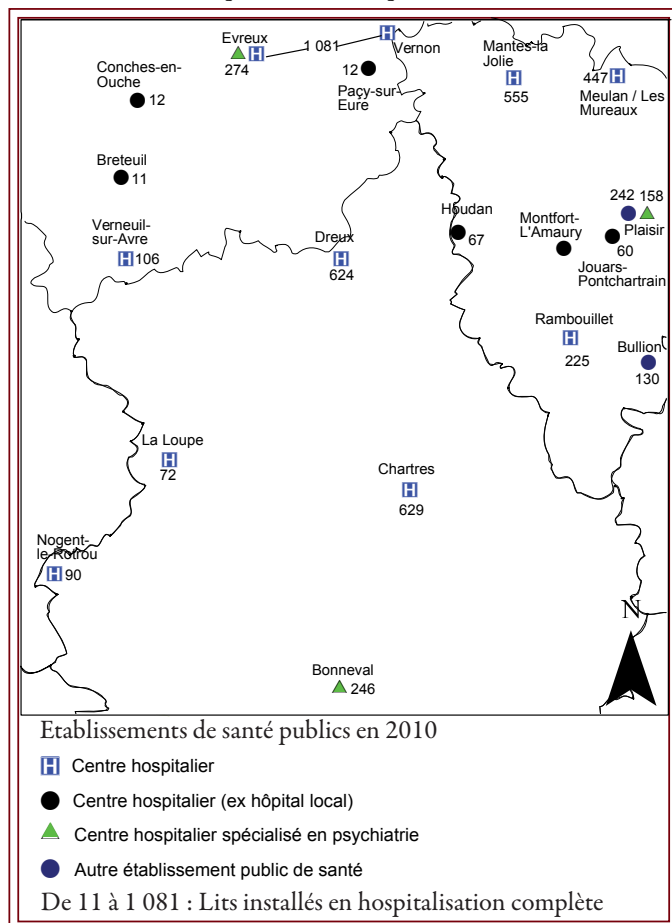 Evreux
274
1 081
Vernon
Mantes-la
Jolie
555
447
Meulan / Les
Mureaux
Conches-en-
Ouche
12
12
Paçy-sur-
Eure
Breteuil
11
242 158
Plaisir
60
Houdan
67
Montfort-
L'Amaury
Jouars-
Pontchartrain
Verneuil-
sur-Avre
106
Dreux
624
Rambouillet
225
Bullion
130
La Loupe
72
Chartres
629
Nogent-
le-Rotrou
90
N
Bonneval
246
Etablissements de santé publics en 2010
H Centre hospitalier
Centre hospitalier (ex hôpital local)
Centre hospitalier spécialisé en psychiatrie
Autre établissement public de santé
De 11 à 1 081 : Lits installés en hospitalisation complète